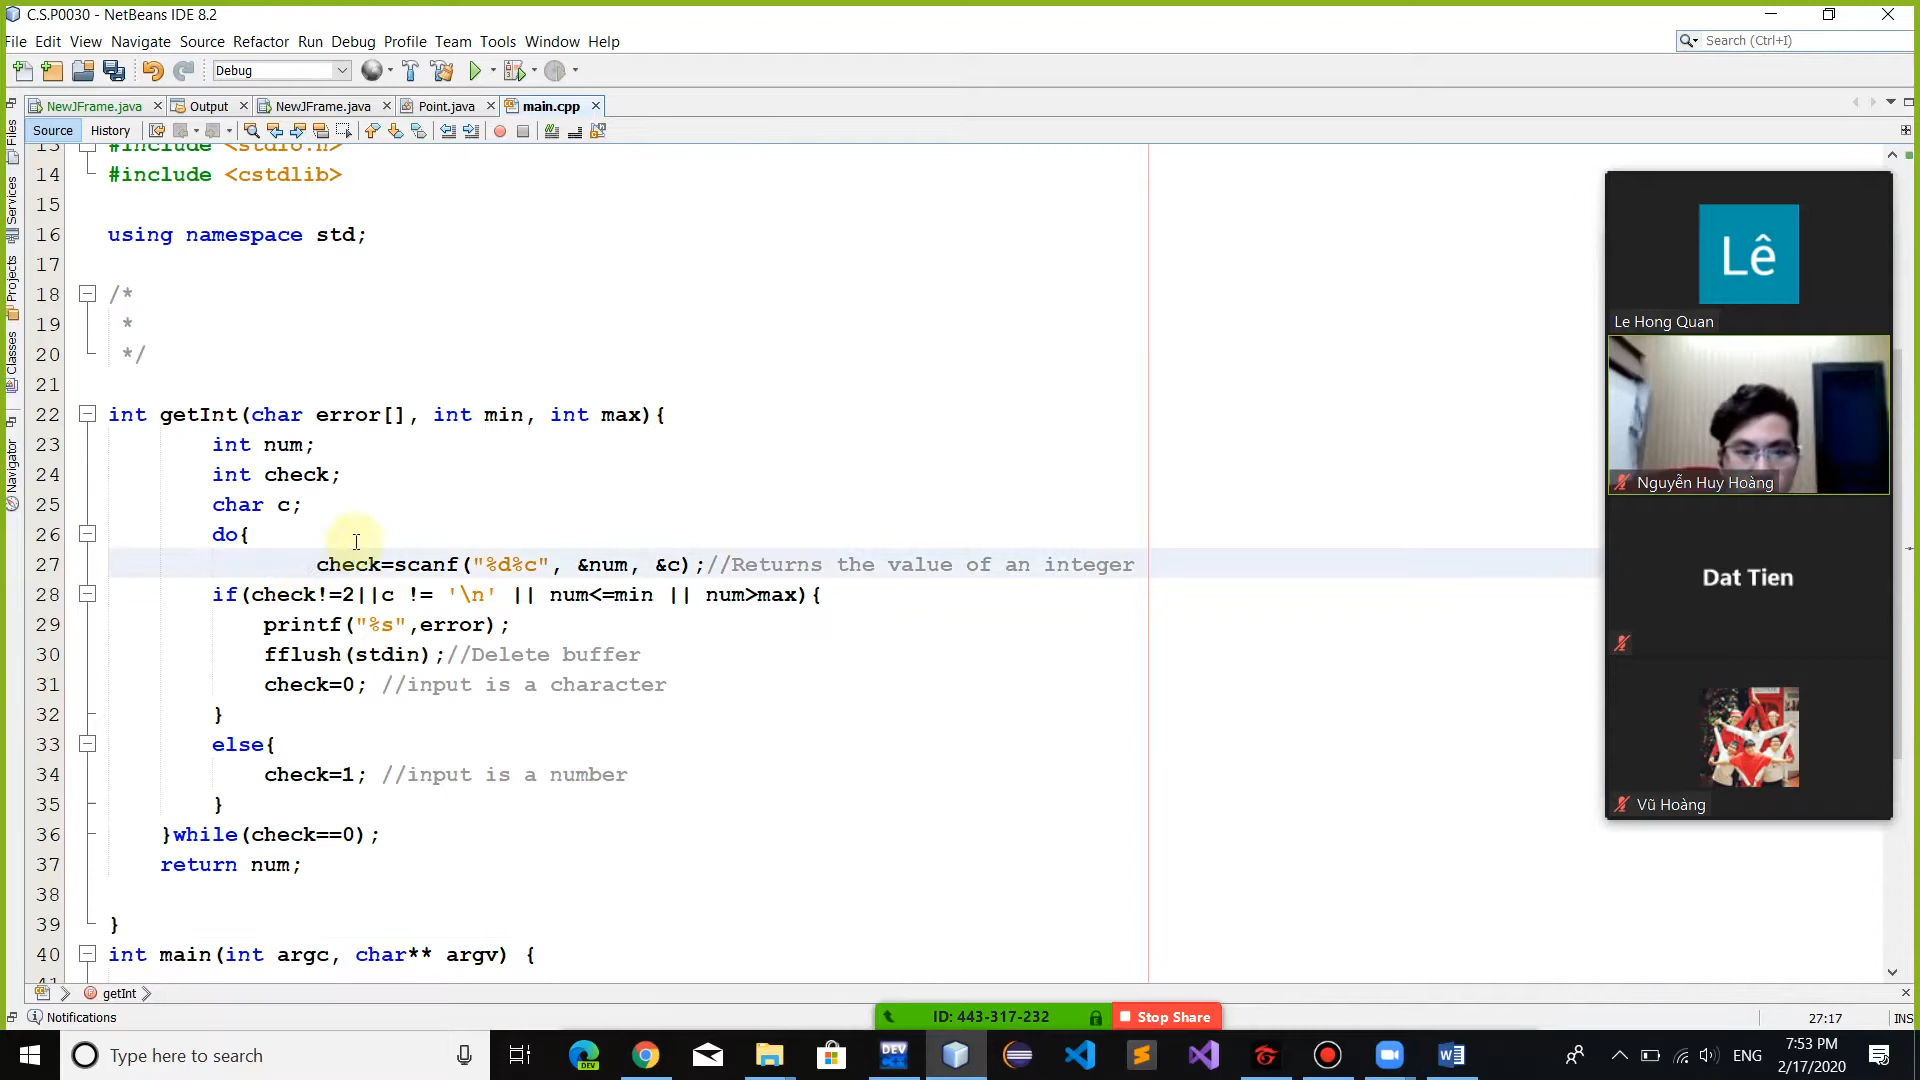 C.S.P0030 - NetBeans IDE 8.2
File Edit View Navigate Source Refactor Run Debug Profile Team Tools Window Help
Search (Ctrl+I)
Debug
NewJFrame.java Output NewJFrame.java Point.java main.cpp
Source History
Files
Services
Projects
Classes
Navigator
13 #include <stdio.h>
14 #include <cstdlib>
15
16 using namespace std;
17
18 /*
19 *
20 */
21
22 int getInt(char error[], int min, int max){
23 int num;
24 int check;
25 char c;
26 do{
27 check=scanf("%d%c", &num, &c);//Returns the value of an integer
28 if(check!=2||c != '\n' || num<=min || num>max){
29 printf("%s",error);
30 fflush(stdin);//Delete buffer
31 check=0; //input is a character
32 }
33 else{
34 check=1; //input is a number
35 }
36 }while(check==0);
37 return num;
38
39 }
40 int main(int argc, char** argv) {
41
Lê
Le Hong Quan
Nguyễn Huy Hoàng
Dat Tien
Vũ Hoàng
getInt
Notifications
ID: 443-317-232 Stop Share
27:17 INS
Type here to search
DEV
DEV
ENG
7:53 PM
2/17/2020